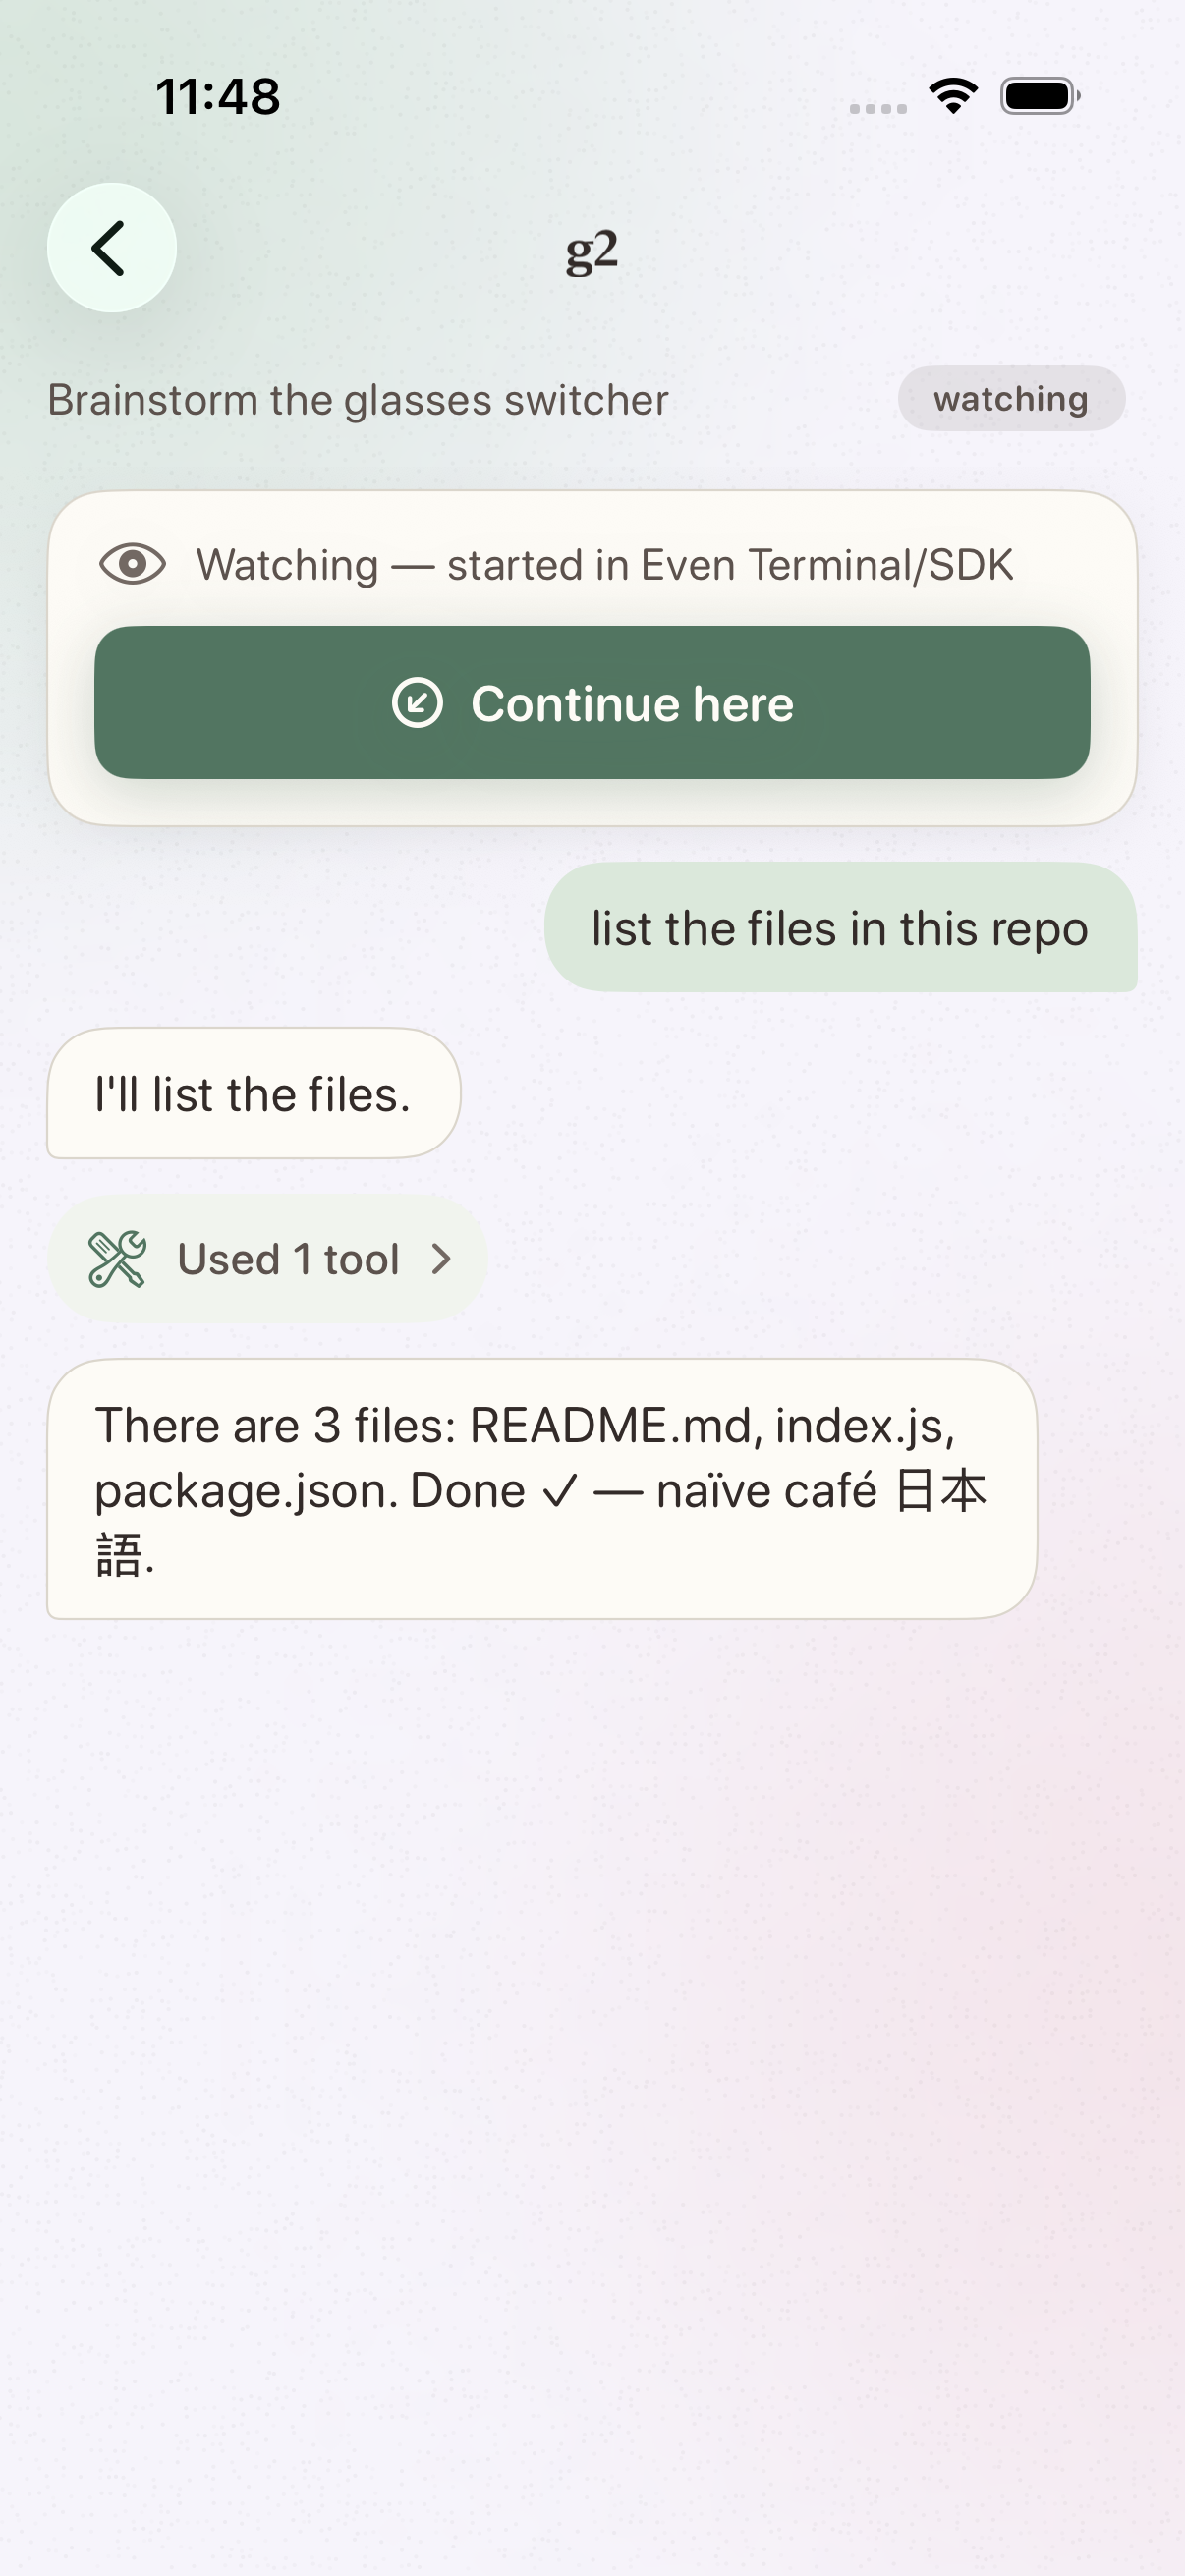 11:48
g2
Brainstorm the glasses switcher
watching
Watching — started in Even Terminal/SDK
Continue here
list the files in this repo
I'll list the files.
Used 1 tool
There are 3 files: README.md, index.js,
package.json. Done ✓ — naïve café 日本
語.